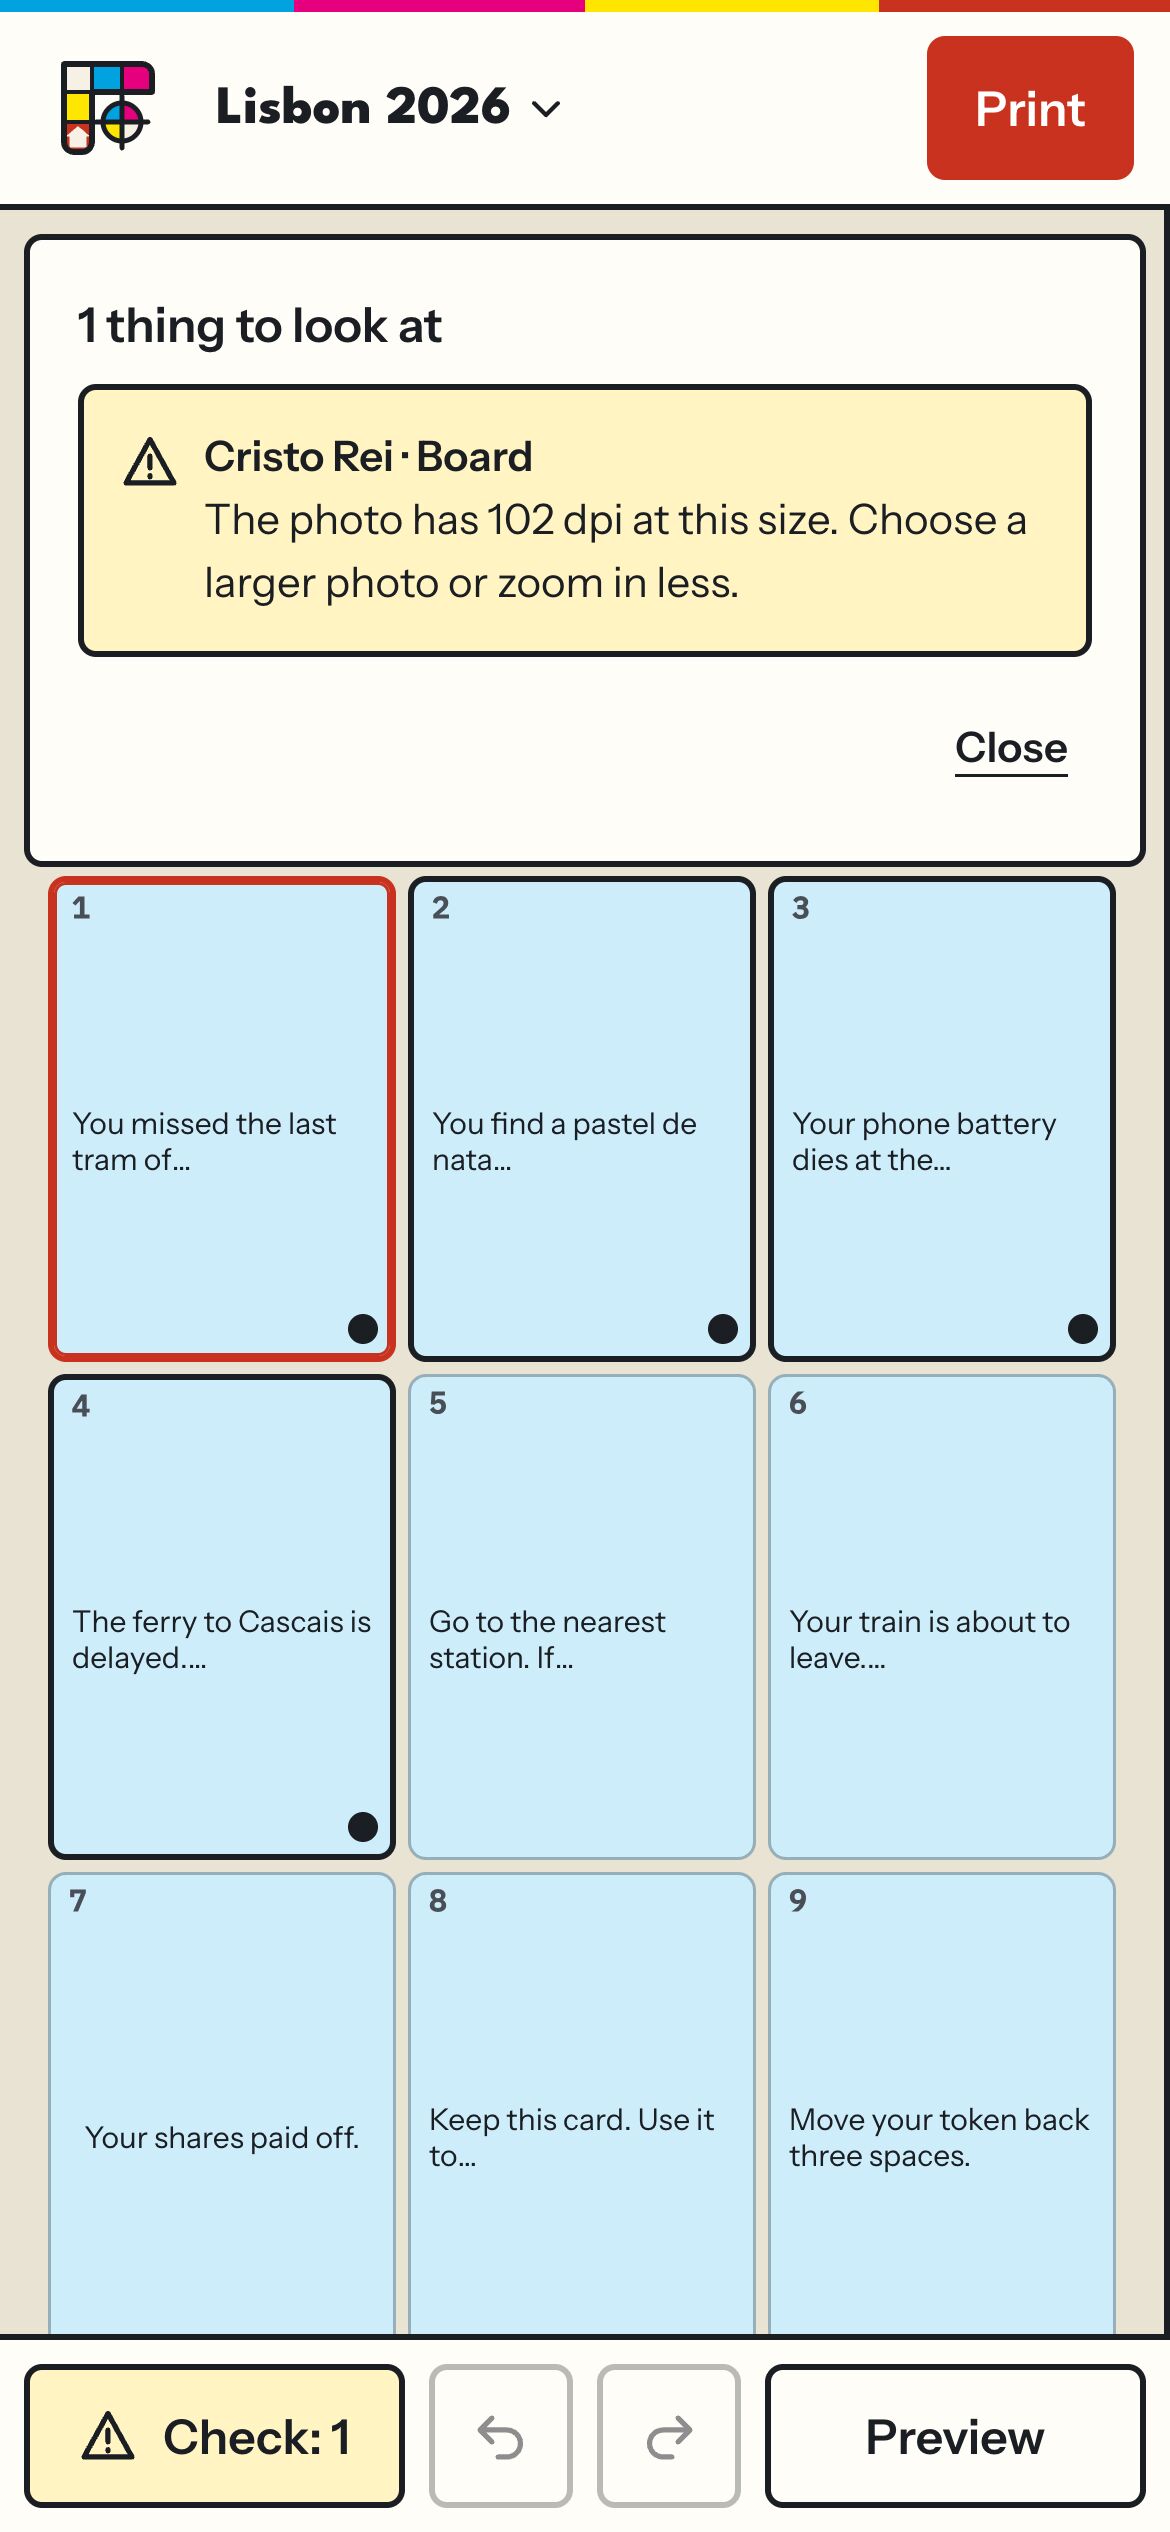 Lisbon 2026
Print
1 thing to look at
Cristo Rei · Board
The photo has 102 dpi at this size. Choose a
larger photo or zoom in less.
Close
1
You missed the last
tram of...
2
You find a pastel de
nata...
3
Your phone battery
dies at the...
4
The ferry to Cascais is
delayed....
5
Go to the nearest
station. If...
6
Your train is about to
leave....
7
Your shares paid off.
8
Keep this card. Use it
to...
9
Move your token back
three spaces.
Check: 1
Preview